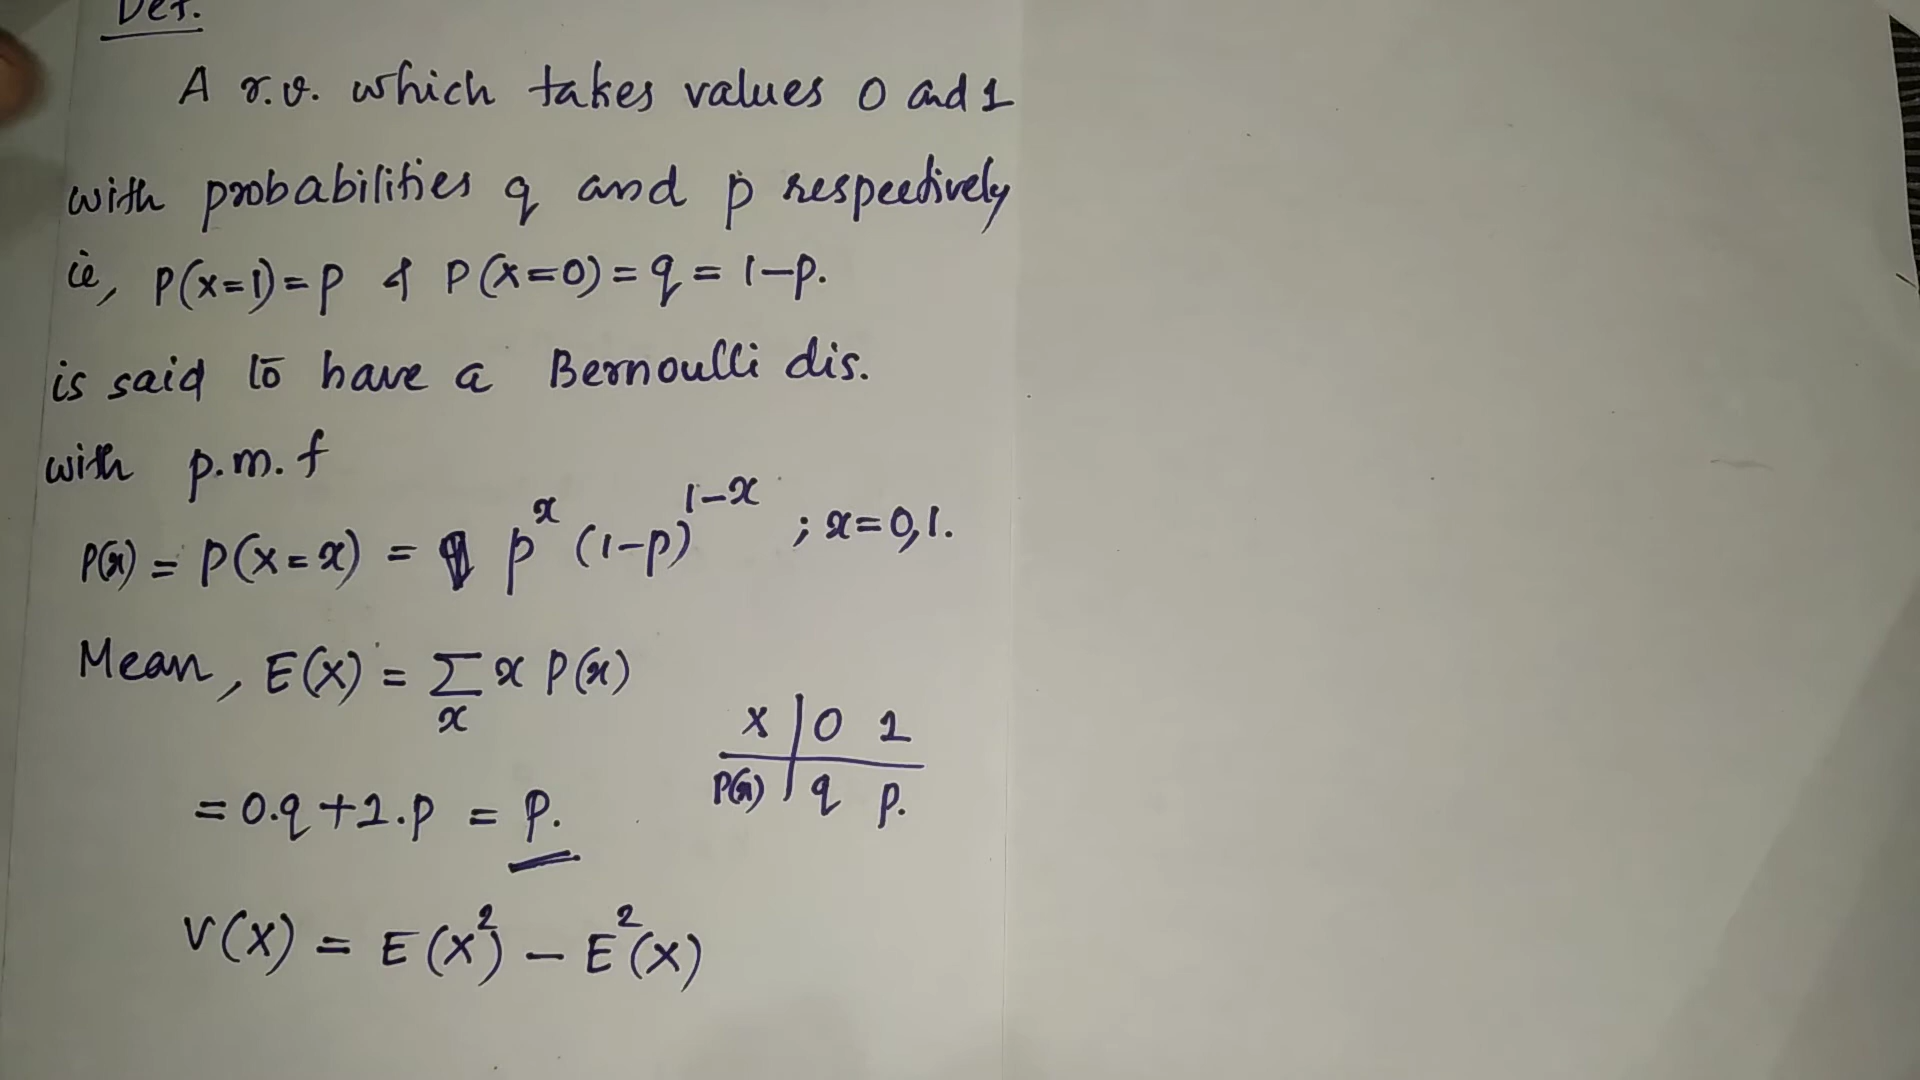 Def.
A r.v. which takes values 0 and 1
with probabilities q and p respectively
ie, P(X=1)=p & P(X=0)=q=1-p.
is said to have a Bernoulli dis.
with p.m.f
P(x) = P(X=x) = p^x (1-p)^{1-x} ; x=0,1.
Mean, E(X) = Σ_x x P(x)
X | 0 1
P(x) | q p.
= 0.q+1.p = p.
V(X) = E(X²) - E²(X)